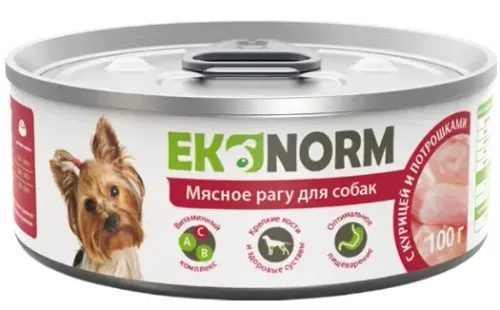 EKONORM
Мясное рагу для собак
Витаминный
A B C
комплекс
Крепкие кости
и здоровые суставы
Оптимальное
пищеварение
С КУРИЦЕЙ И ПОТРОШКАМИ
100 г